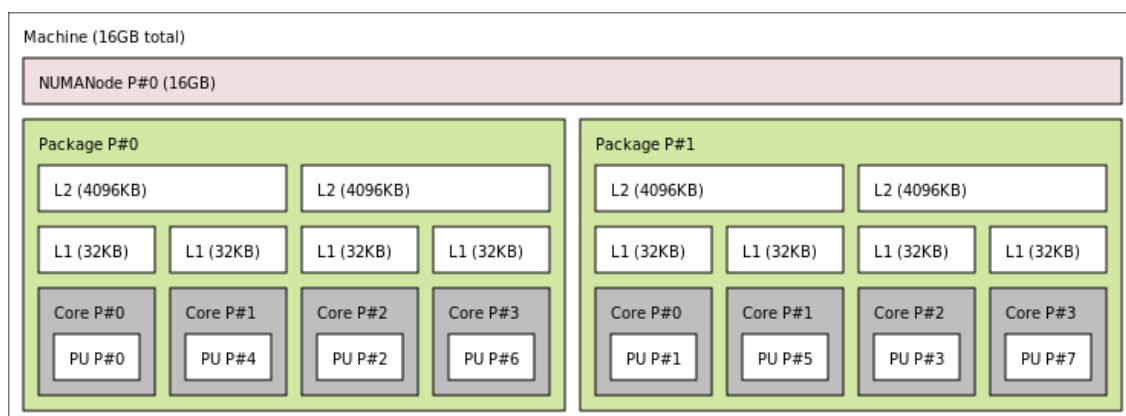 Machine (16GB total)
NUMANode P#0 (16GB)
Package P#0
L2 (4096KB) L2 (4096KB)
L1 (32KB) L1 (32KB) L1 (32KB) L1 (32KB)
Core P#0 Core P#1 Core P#2 Core P#3
PU P#0 PU P#4 PU P#2 PU P#6
Package P#1
L2 (4096KB) L2 (4096KB)
L1 (32KB) L1 (32KB) L1 (32KB) L1 (32KB)
Core P#0 Core P#1 Core P#2 Core P#3
PU P#1 PU P#5 PU P#3 PU P#7